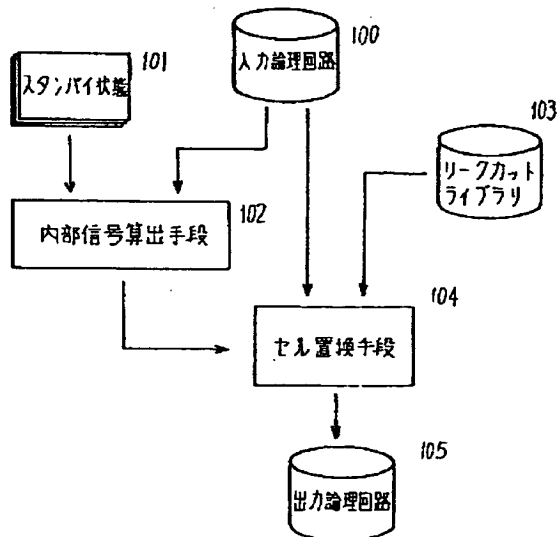 100
入力論理回路
101
スタンバイ状態
103
リークカット
ライブラリ
102
内部信号算出手段
104
セル置換手段
105
出力論理回路